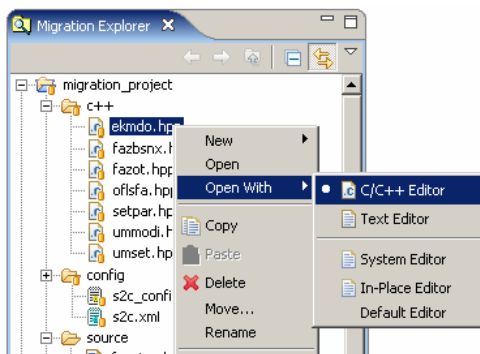 Migration Explorer
migration_project
c++
ekmdo.hpp
New
fazbsnx.h
Open
fazot.hpp
Open With
C/C++ Editor
oflsfa.hpp
setpar.hp
Copy
Text Editor
ummodi.h
Paste
umset.hp
System Editor
config
Delete
In-Place Editor
s2c_confi
Move...
Default Editor
s2c.xml
Rename
source